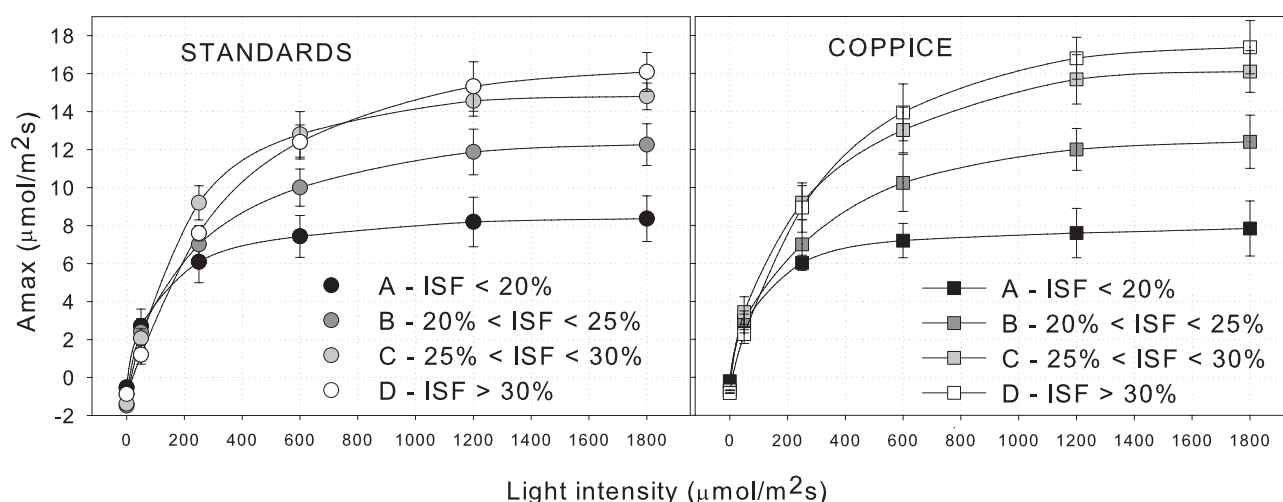 STANDARDS
COPPICE
Amax (μmol/m2s)
18
16
14
12
10
8
6
4
2
0
-2
A - ISF < 20%
B - 20% < ISF < 25%
C - 25% < ISF < 30%
D - ISF > 30%
A - ISF < 20%
B - 20% < ISF < 25%
C - 25% < ISF < 30%
D - ISF > 30%
0 200 400 600 800 1000 1200 1400 1600 1800
0 200 400 600 800 1000 1200 1400 1600 1800
Light intensity (μmol/m2s)